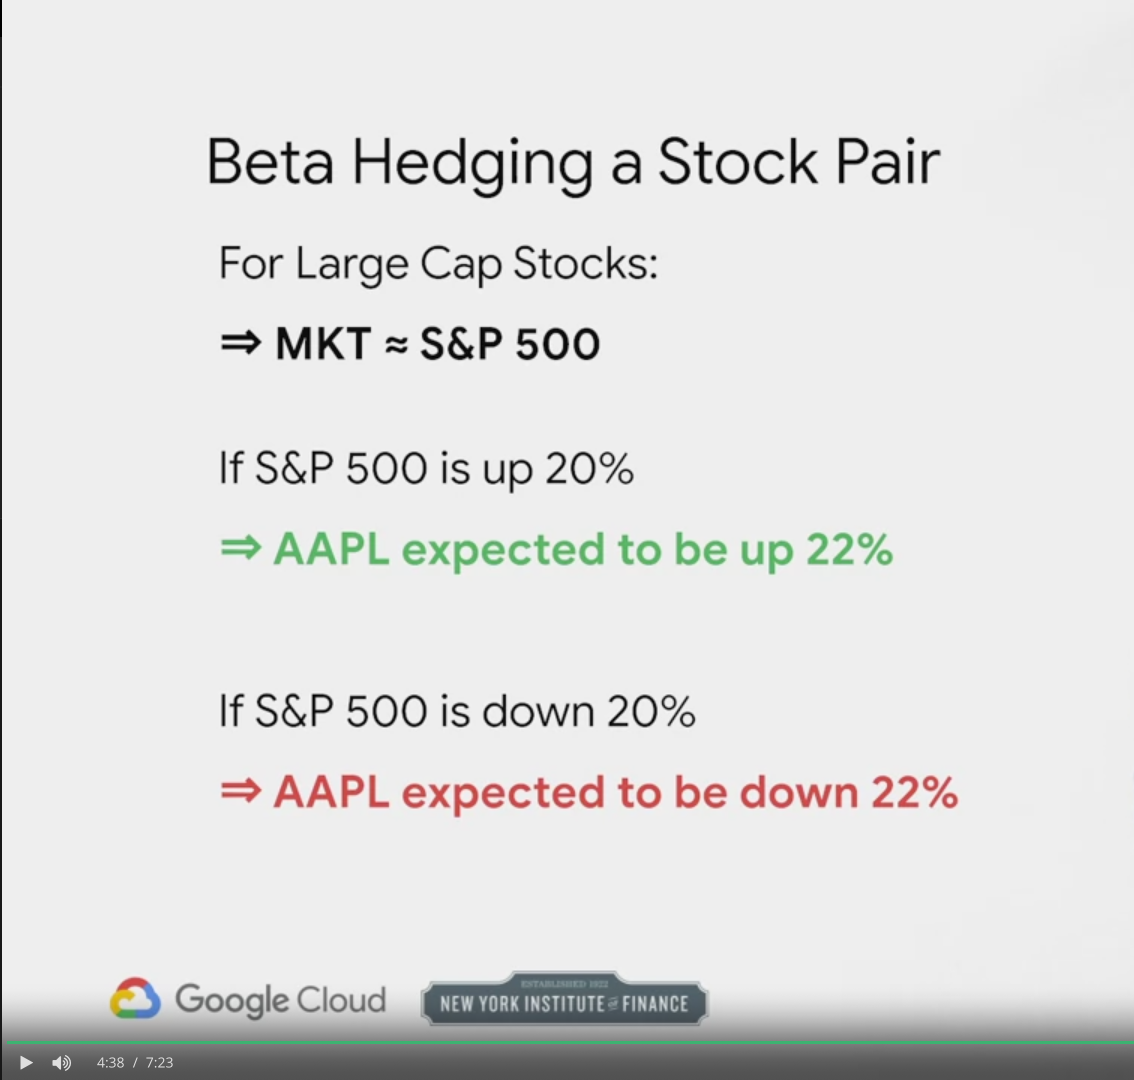 Beta Hedging a Stock Pair
For Large Cap Stocks:
⇒ MKT ≈ S&P 500
If S&P 500 is up 20%
⇒ AAPL expected to be up 22%
If S&P 500 is down 20%
⇒ AAPL expected to be down 22%
Google Cloud
ESTABLISHED 1922
NEW YORK INSTITUTE OF FINANCE
4:38 / 7:23